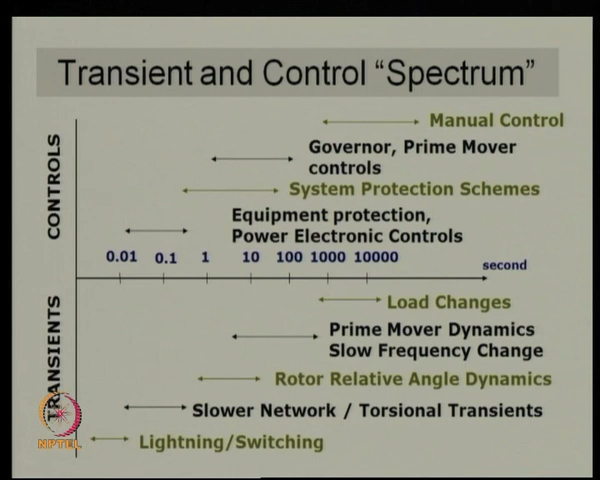 Transient and Control “Spectrum”
CONTROLS
Manual Control
Governor, Prime Mover
controls
System Protection Schemes
Equipment protection,
Power Electronic Controls
0.01 0.1 1 10 100 1000 10000
second
TRANSIENTS
Load Changes
Prime Mover Dynamics
Slow Frequency Change
Rotor Relative Angle Dynamics
Slower Network / Torsional Transients
Lightning/Switching
NPTEL